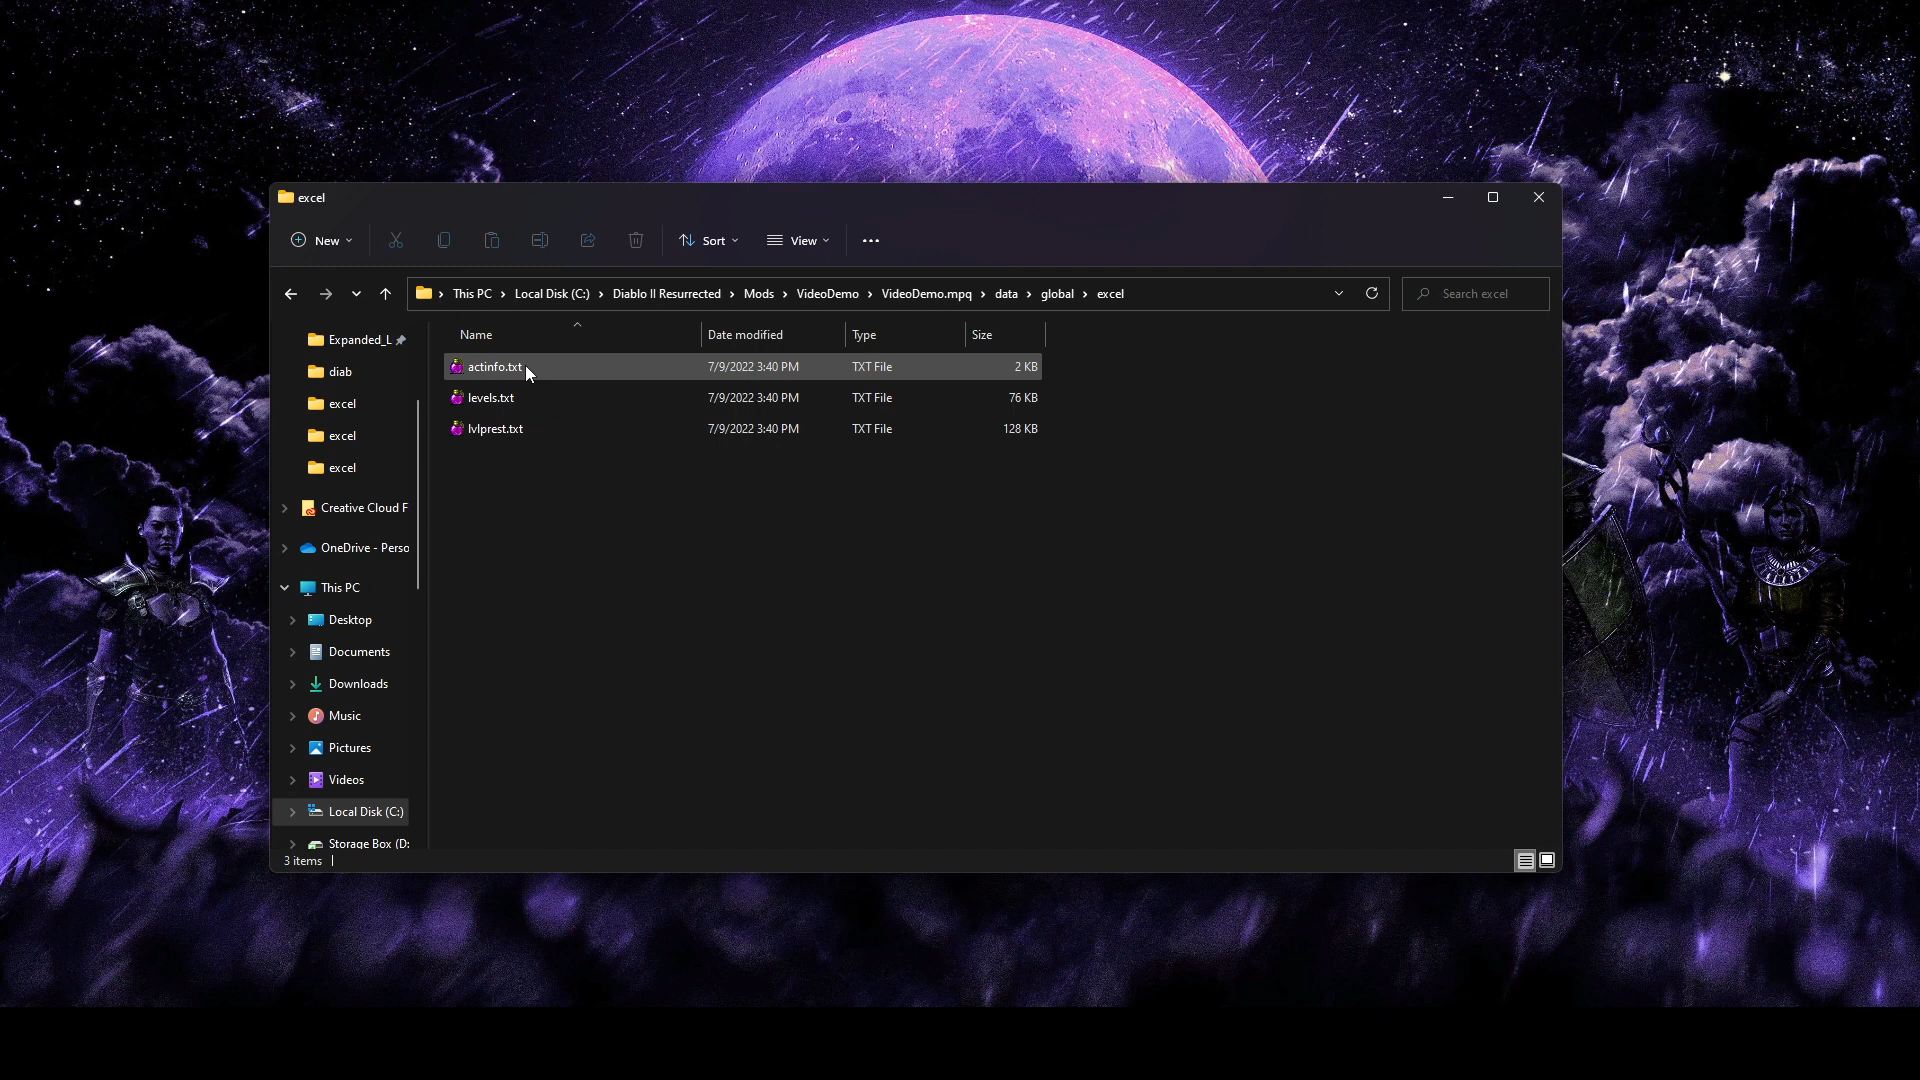 excel
New
Sort
View
This PC > Local Disk (C:) > Diablo II Resurrected > Mods > VideoDemo > VideoDemo.mpq > data > global > excel
Search excel
Name Date modified Type Size
actinfo.txt 7/9/2022 3:40 PM TXT File 2 KB
levels.txt 7/9/2022 3:40 PM TXT File 76 KB
lvlprest.txt 7/9/2022 3:40 PM TXT File 128 KB
Expanded_L
diab
excel
excel
excel
Creative Cloud F
OneDrive - Perso
This PC
Desktop
Documents
Downloads
Music
Pictures
Videos
Local Disk (C:)
Storage Box (D:
3 items